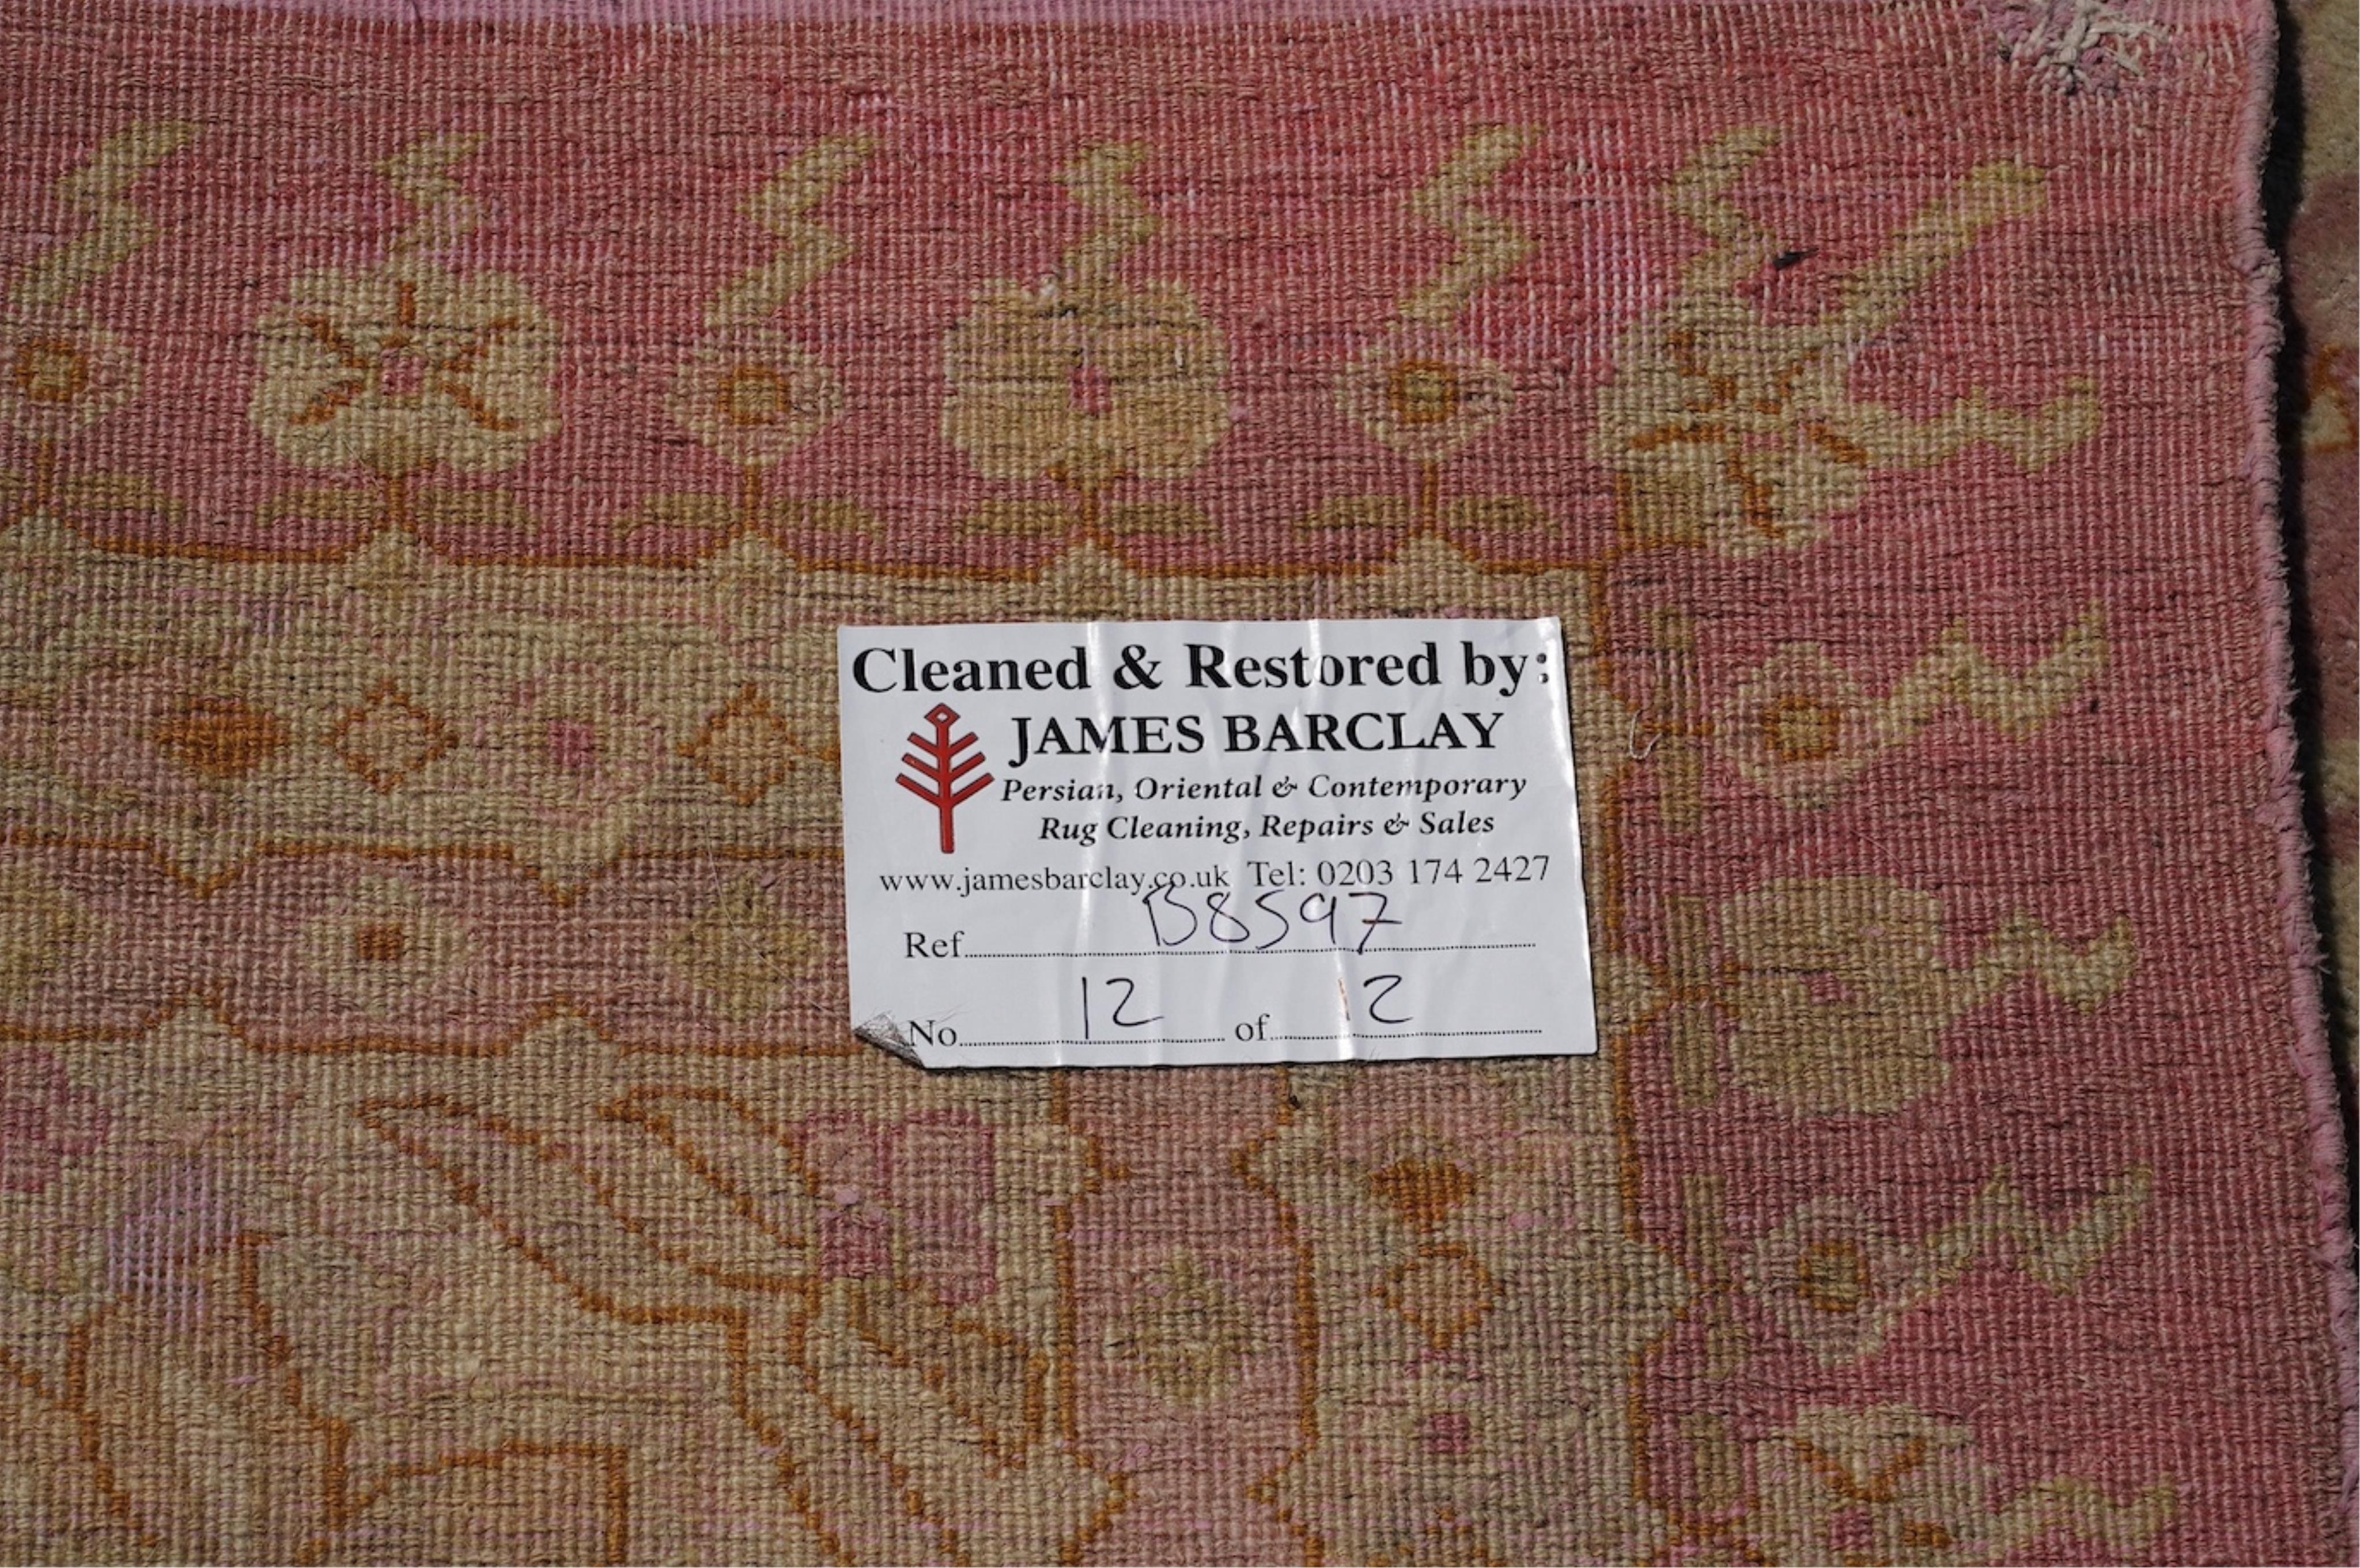 Cleaned & Restored by:
JAMES BARCLAY
Persian, Oriental & Contemporary
Rug Cleaning, Repairs & Sales
www.jamesbarclay.co.uk Tel: 0203 174 2427
Ref B8597
No 12 of 12